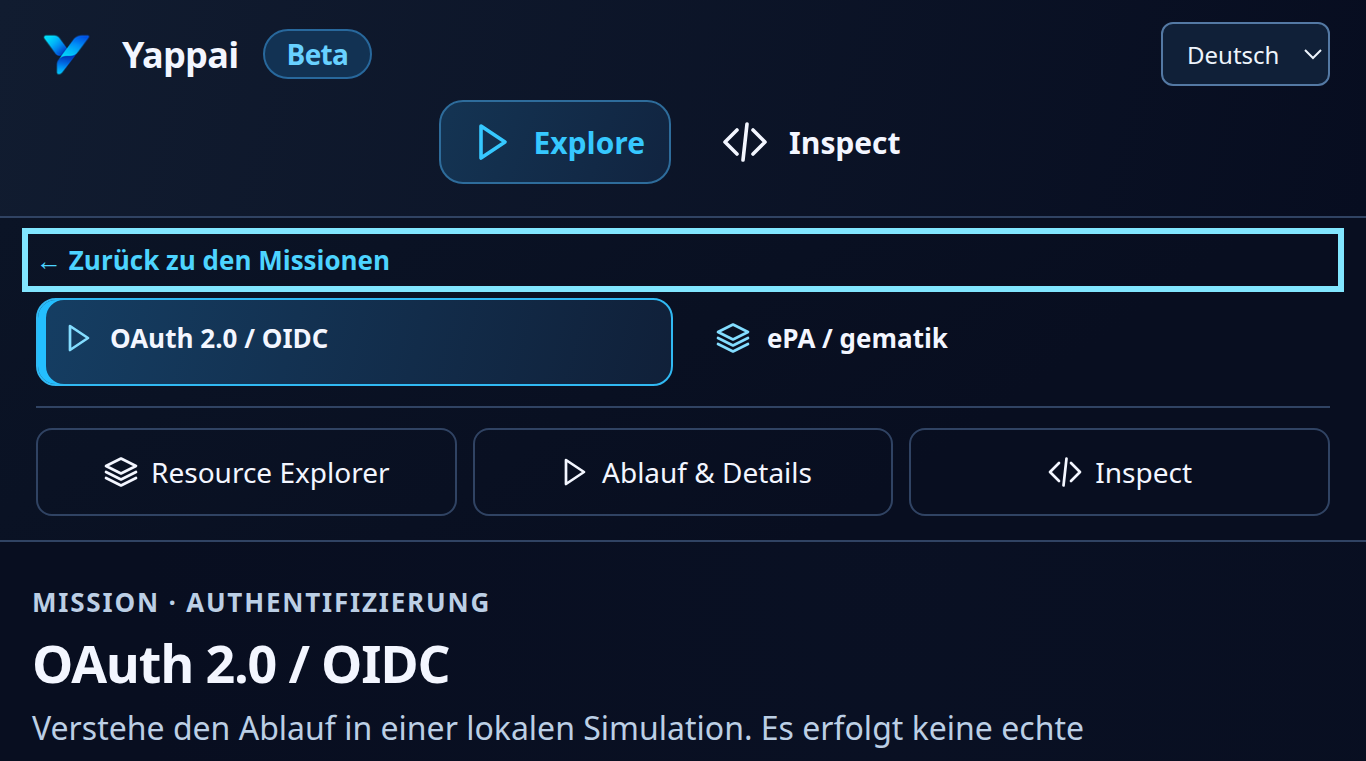 Yappai Beta Deutsch
Explore Inspect
← Zurück zu den Missionen
OAuth 2.0 / OIDC ePA / gematik
Resource Explorer Ablauf & Details Inspect
MISSION · AUTHENTIFIZIERUNG
OAuth 2.0 / OIDC
Verstehe den Ablauf in einer lokalen Simulation. Es erfolgt keine echte